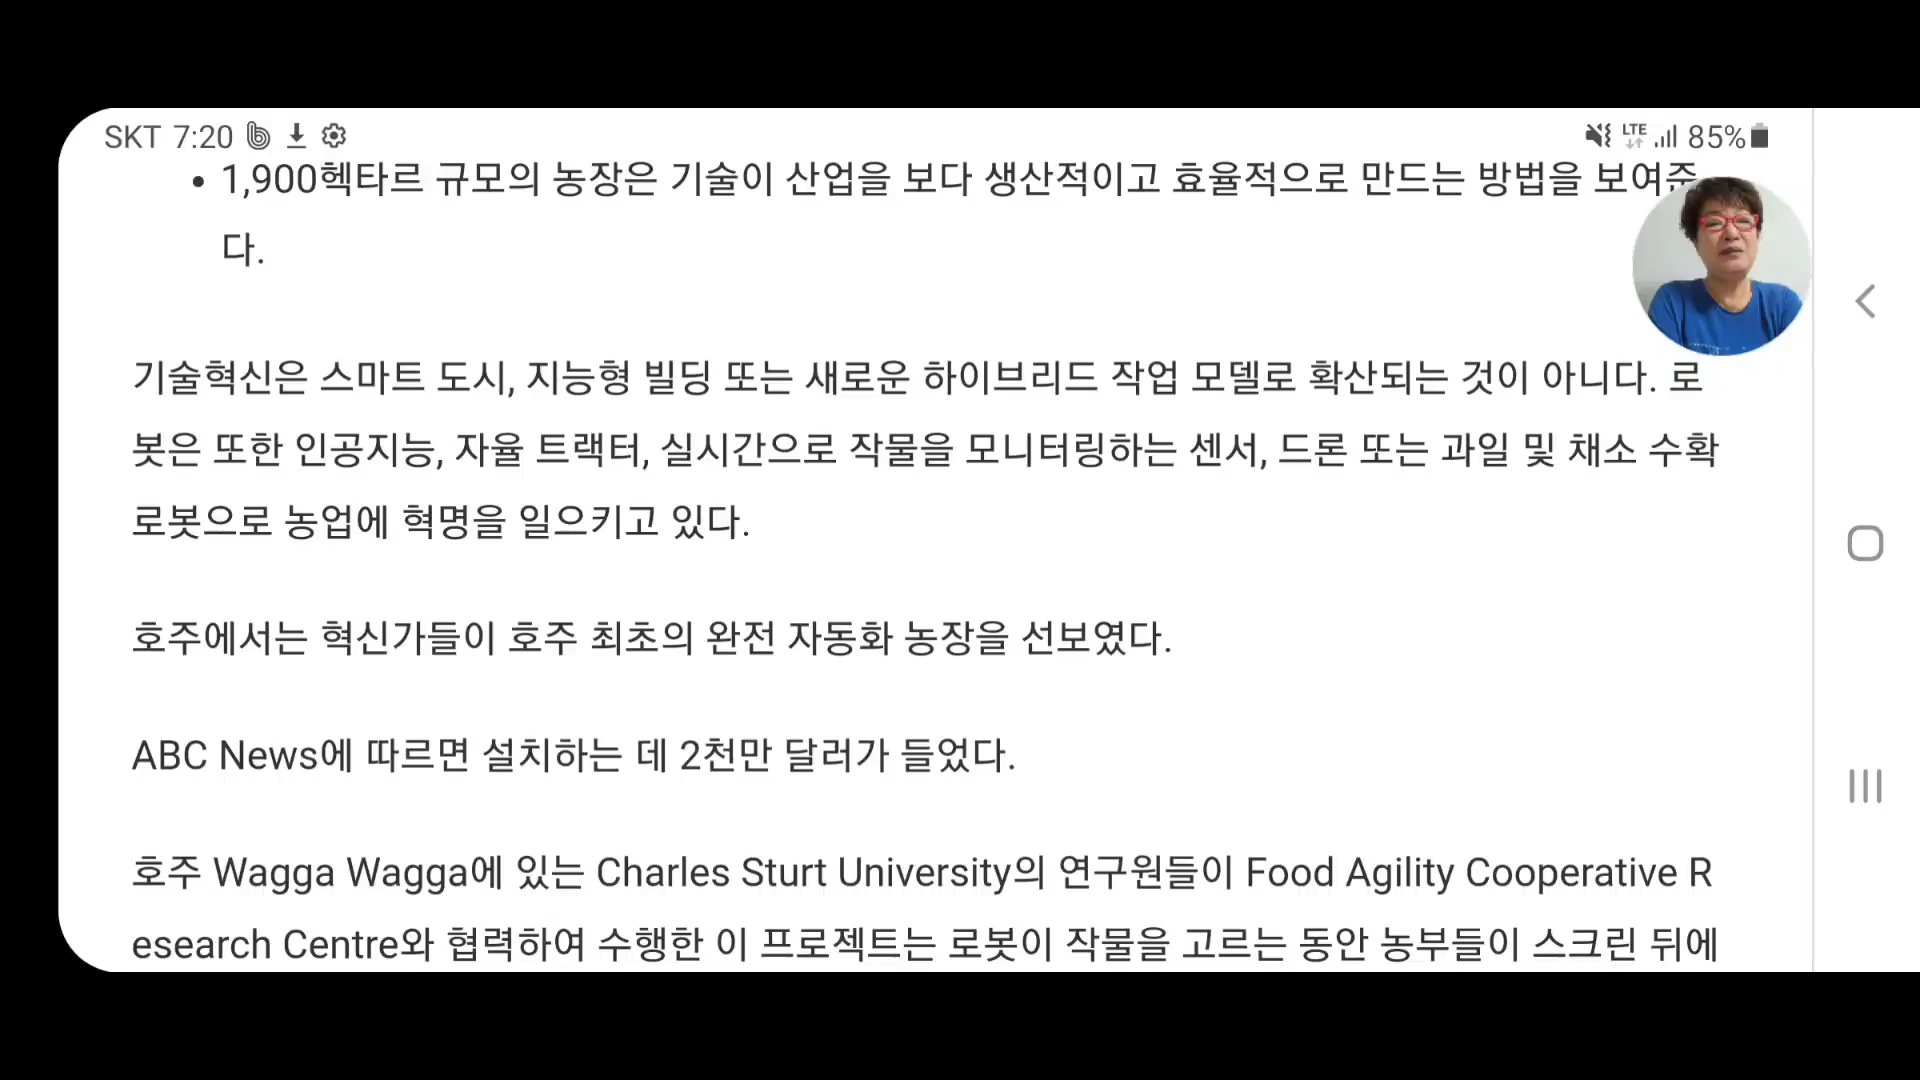 SKT 7:20
LTE 85%
• 1,900헥타르 규모의 농장은 기술이 산업을 보다 생산적이고 효율적으로 만드는 방법을 보여준
다.
기술혁신은 스마트 도시, 지능형 빌딩 또는 새로운 하이브리드 작업 모델로 확산되는 것이 아니다. 로
봇은 또한 인공지능, 자율 트랙터, 실시간으로 작물을 모니터링하는 센서, 드론 또는 과일 및 채소 수확
로봇으로 농업에 혁명을 일으키고 있다.
호주에서는 혁신가들이 호주 최초의 완전 자동화 농장을 선보였다.
ABC News에 따르면 설치하는 데 2천만 달러가 들었다.
호주 Wagga Wagga에 있는 Charles Sturt University의 연구원들이 Food Agility Cooperative R
esearch Centre와 협력하여 수행한 이 프로젝트는 로봇이 작물을 고르는 동안 농부들이 스크린 뒤에